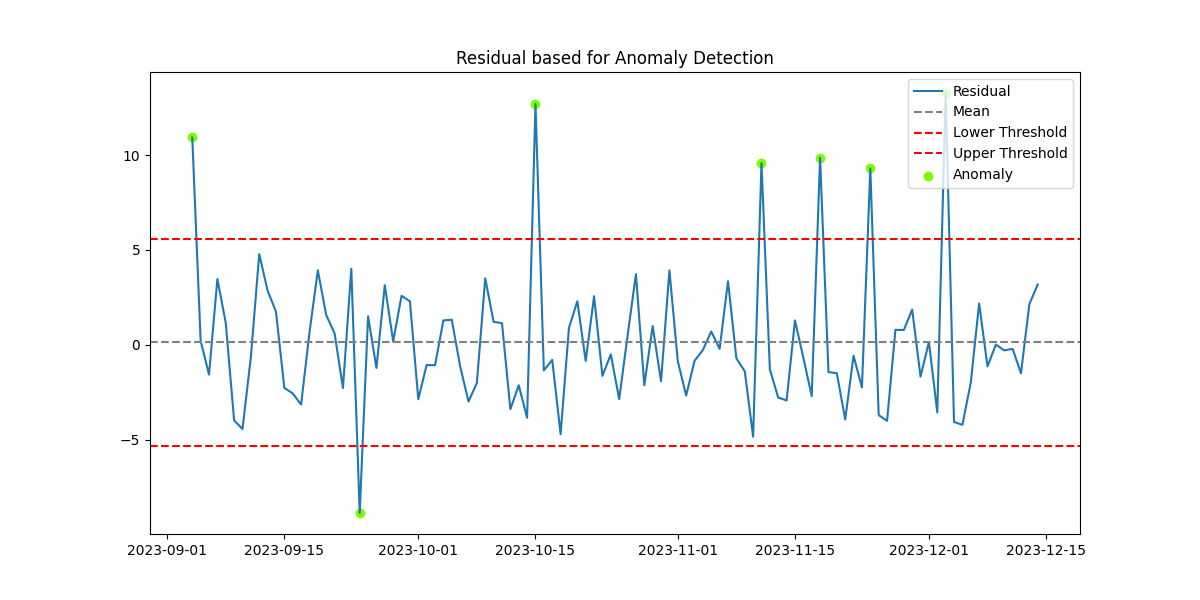 Residual based for Anomaly Detection
Residual
Mean
Lower Threshold
Upper Threshold
Anomaly
10
5
0
−5
2023-09-01 2023-09-15 2023-10-01 2023-10-15 2023-11-01 2023-11-15 2023-12-01 2023-12-15